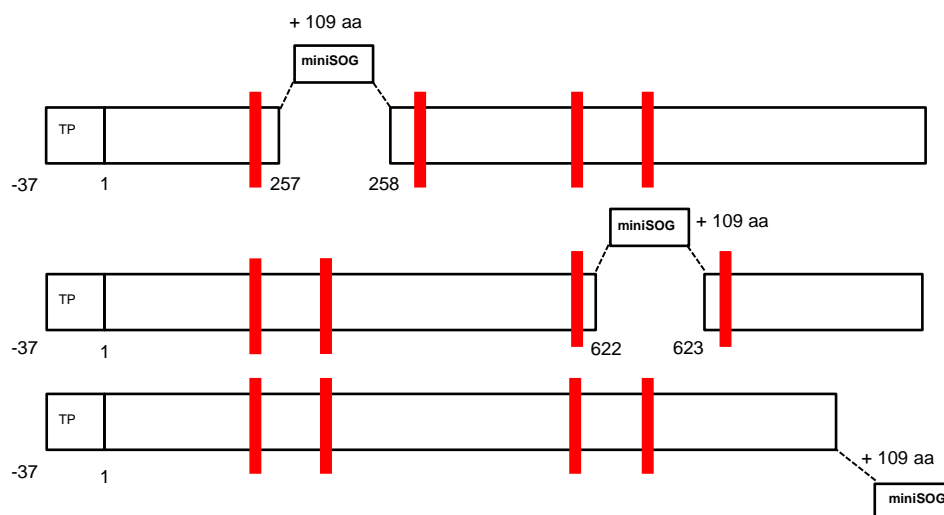 + 109 aa
miniSOG
TP
-37
1
257
258
miniSOG
+ 109 aa
TP
-37
1
622
623
TP
-37
1
+ 109 aa
miniSOG